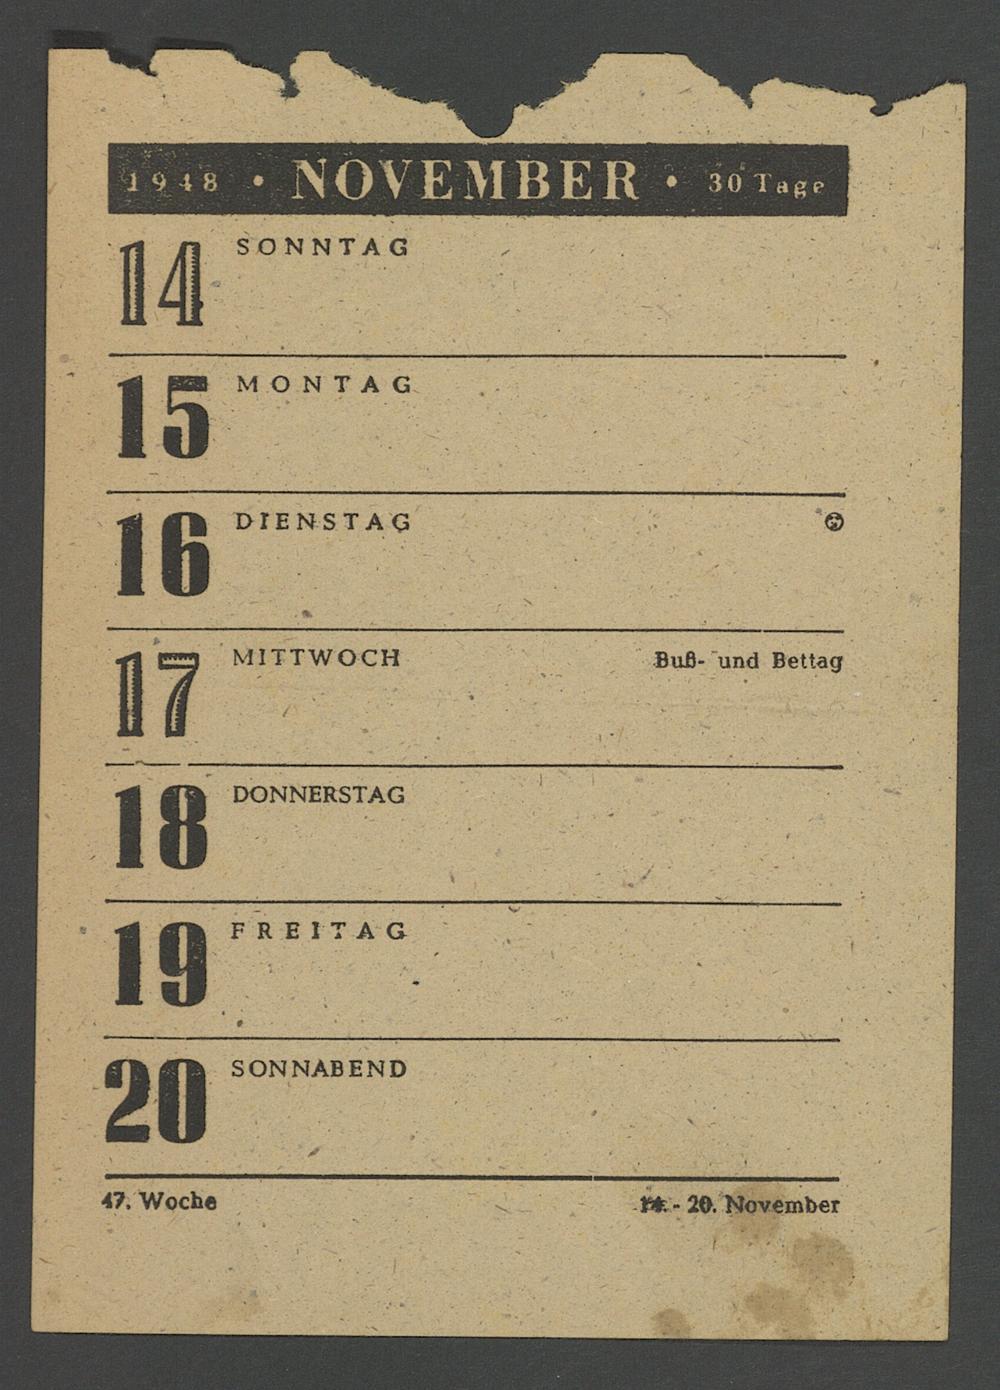 1948 • NOVEMBER • 30 Tage
14 SONNTAG
15 MONTAG
16 DIENSTAG
17 MITTWOCH Buß- und Bettag
18 DONNERSTAG
19 FREITAG
20 SONNABEND
47. Woche 14. - 20. November